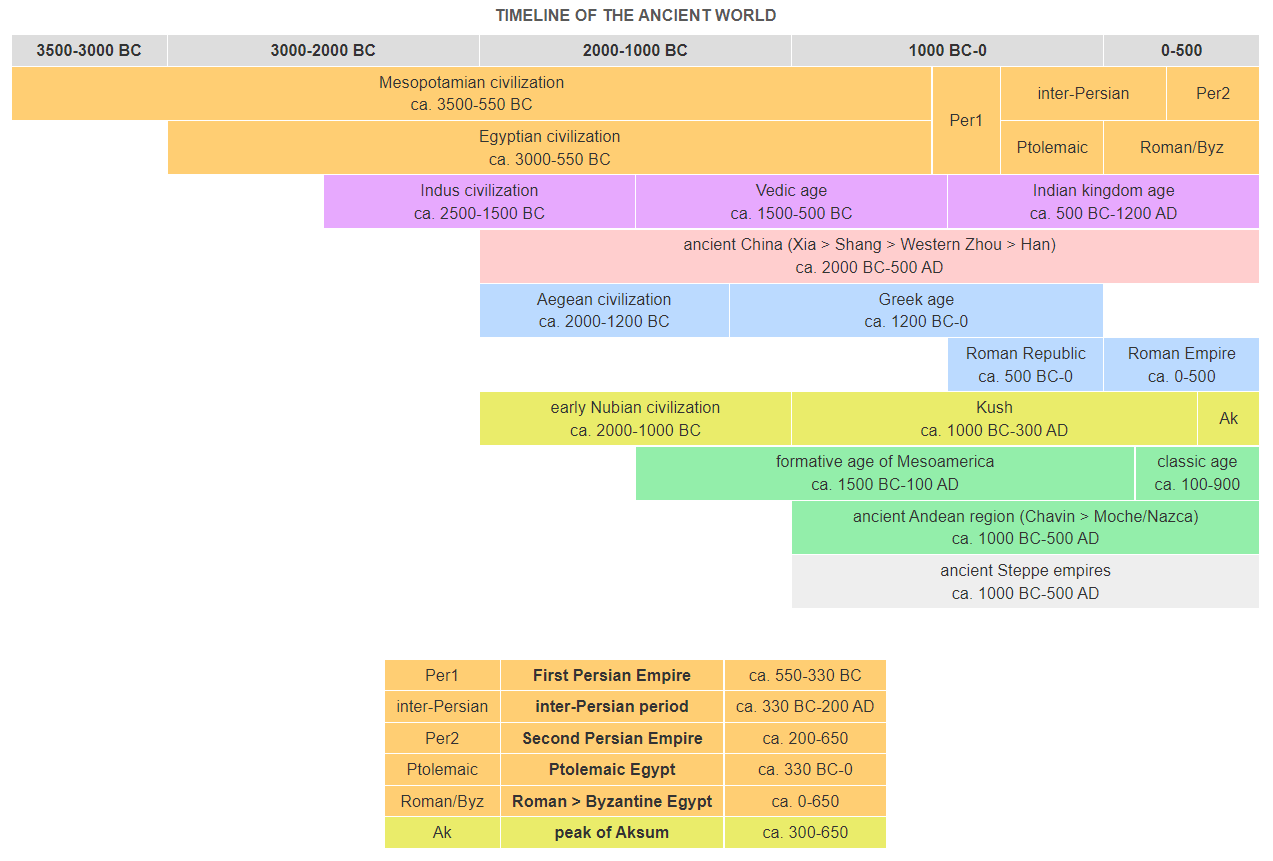 TIMELINE OF THE ANCIENT WORLD
3500-3000 BC 3000-2000 BC 2000-1000 BC 1000 BC-0 0-500
Mesopotamian civilization
ca. 3500-550 BC
Per1
inter-Persian
Per2
Egyptian civilization
ca. 3000-550 BC
Ptolemaic
Roman/Byz
Indus civilization
ca. 2500-1500 BC
Vedic age
ca. 1500-500 BC
Indian kingdom age
ca. 500 BC-1200 AD
ancient China (Xia > Shang > Western Zhou > Han)
ca. 2000 BC-500 AD
Aegean civilization
ca. 2000-1200 BC
Greek age
ca. 1200 BC-0
Roman Republic
ca. 500 BC-0
Roman Empire
ca. 0-500
early Nubian civilization
ca. 2000-1000 BC
Kush
ca. 1000 BC-300 AD
Ak
formative age of Mesoamerica
ca. 1500 BC-100 AD
classic age
ca. 100-900
ancient Andean region (Chavin > Moche/Nazca)
ca. 1000 BC-500 AD
ancient Steppe empires
ca. 1000 BC-500 AD
Per1 First Persian Empire ca. 550-330 BC
inter-Persian inter-Persian period ca. 330 BC-200 AD
Per2 Second Persian Empire ca. 200-650
Ptolemaic Ptolemaic Egypt ca. 330 BC-0
Roman/Byz Roman > Byzantine Egypt ca. 0-650
Ak peak of Aksum ca. 300-650